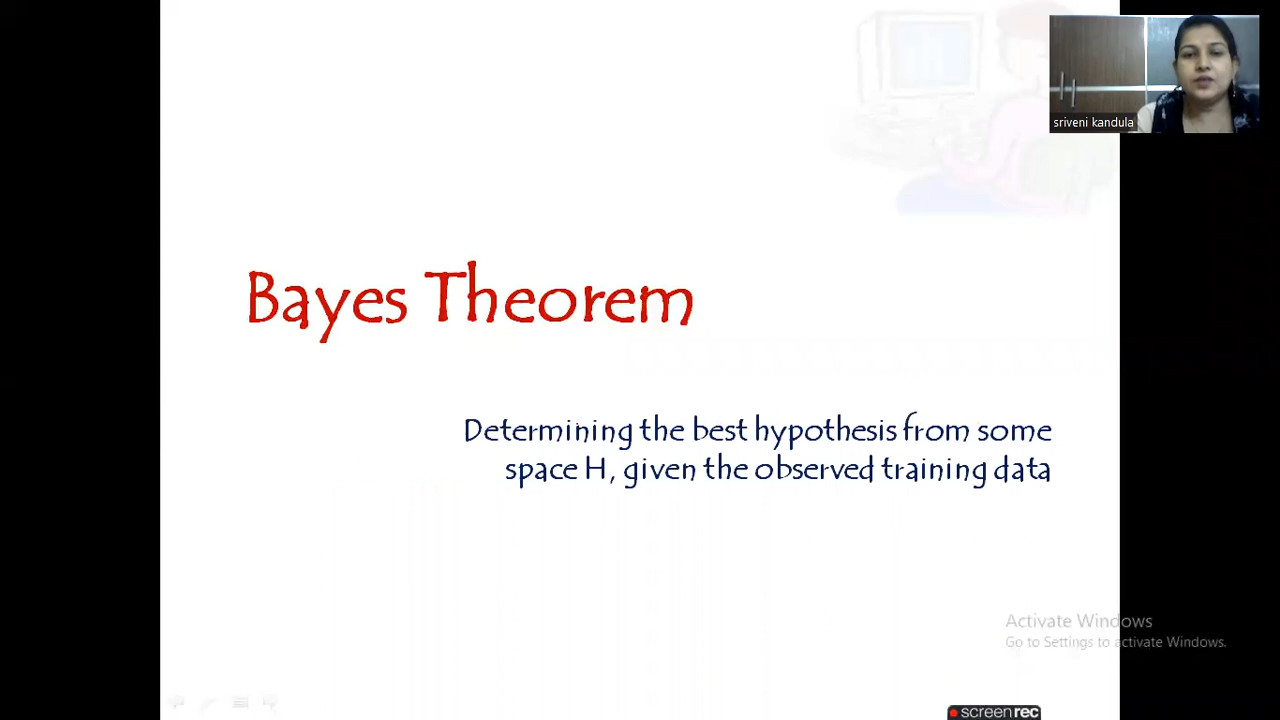 sriveni kandula
Bayes Theorem
Determining the best hypothesis from some
space H, given the observed training data
Activate Windows
Go to Settings to activate Windows.
screenrec